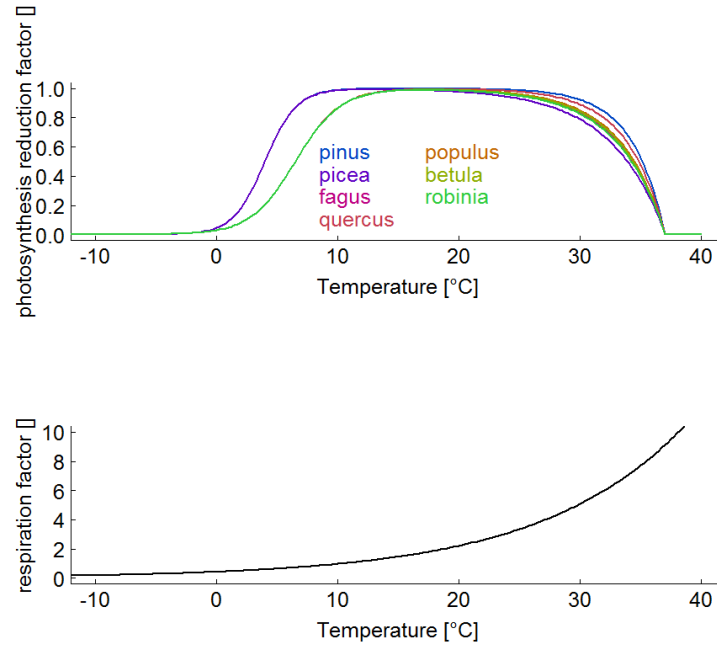 photosynthesis reduction factor []
1.0
0.8
0.6
0.4
0.2
0.0
pinus populus
picea betula
fagus robinia
quercus
-10 0 10 20 30 40
Temperature [°C]
respiration factor []
10
8
6
4
2
0
-10 0 10 20 30 40
Temperature [°C]